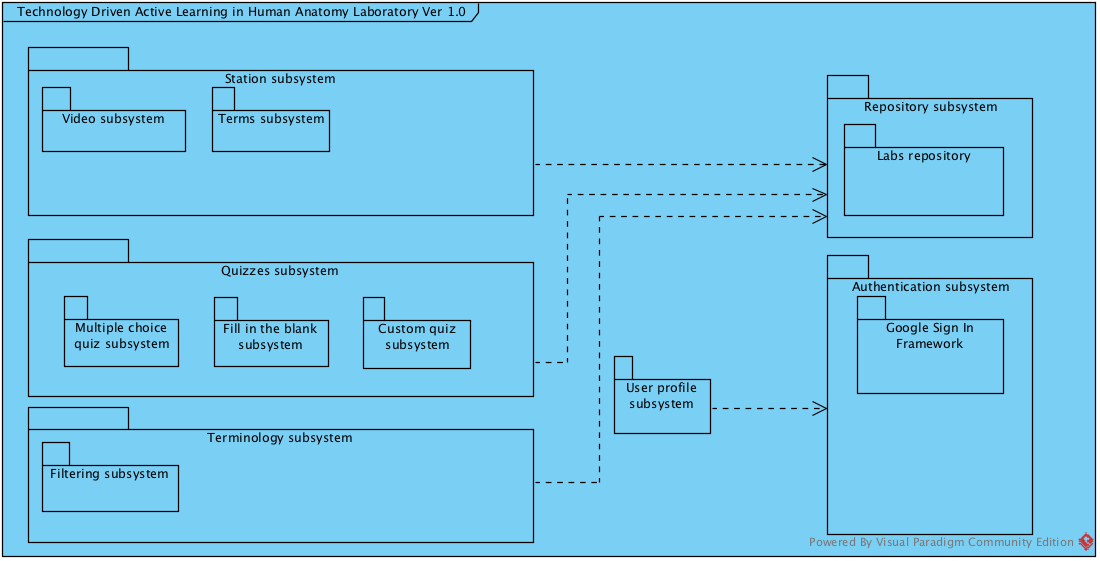 Technology Driven Active Learning in Human Anatomy Laboratory Ver 1.0
Station subsystem
Video subsystem
Terms subsystem
Repository subsystem
Labs repository
Quizzes subsystem
Multiple choice
quiz subsystem
Fill in the blank
subsystem
Custom quiz
subsystem
Authentication subsystem
Google Sign In
Framework
User profile
subsystem
Terminology subsystem
Filtering subsystem
Powered By Visual Paradigm Community Edition